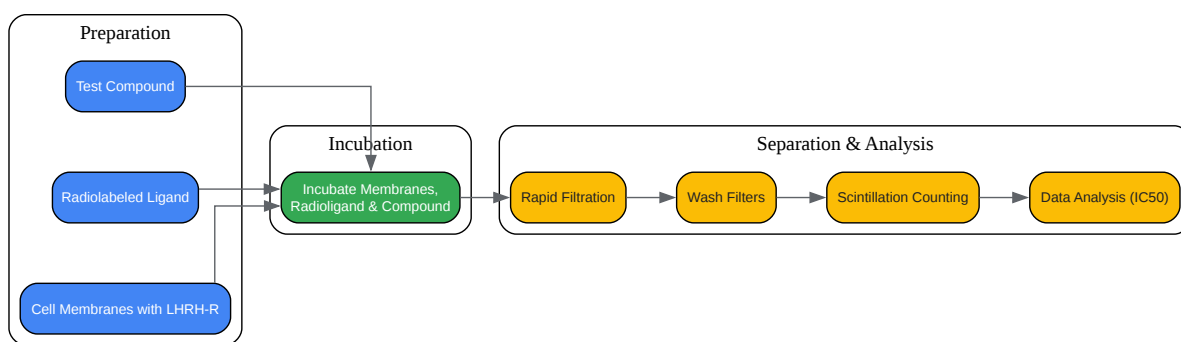 Preparation
Test Compound
Radiolabeled Ligand
Cell Membranes with LHRH-R
Incubation
Incubate Membranes,
Radioligand & Compound
Separation & Analysis
Rapid Filtration
Wash Filters
Scintillation Counting
Data Analysis (IC50)